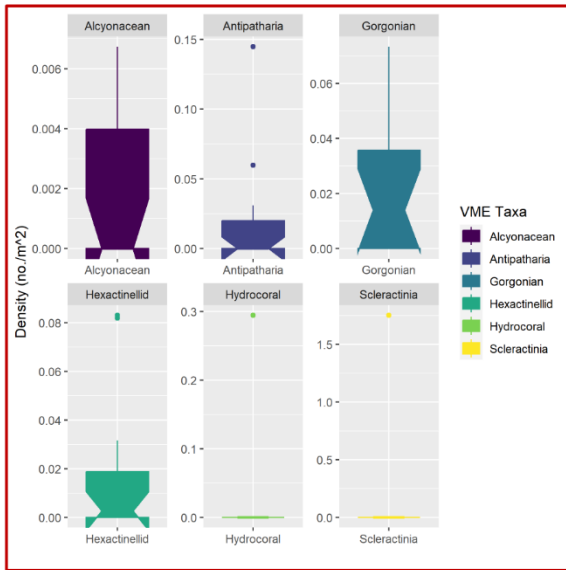 Alcyonacean Antipatharia Gorgonian
0.006
0.004
0.002
0.000
0.15
0.10
0.05
0.00
0.06
0.04
0.02
0.00
Alcyonacean Antipatharia Gorgonian
Density (no./m^2)
Hexactinellid Hydrocoral Scleractinia
0.08
0.06
0.04
0.02
0.00
0.3
0.2
0.1
0.0
1.5
1.0
0.5
0.0
Hexactinellid Hydrocoral Scleractinia
VME Taxa
Alcyonacean
Antipatharia
Gorgonian
Hexactinellid
Hydrocoral
Scleractinia